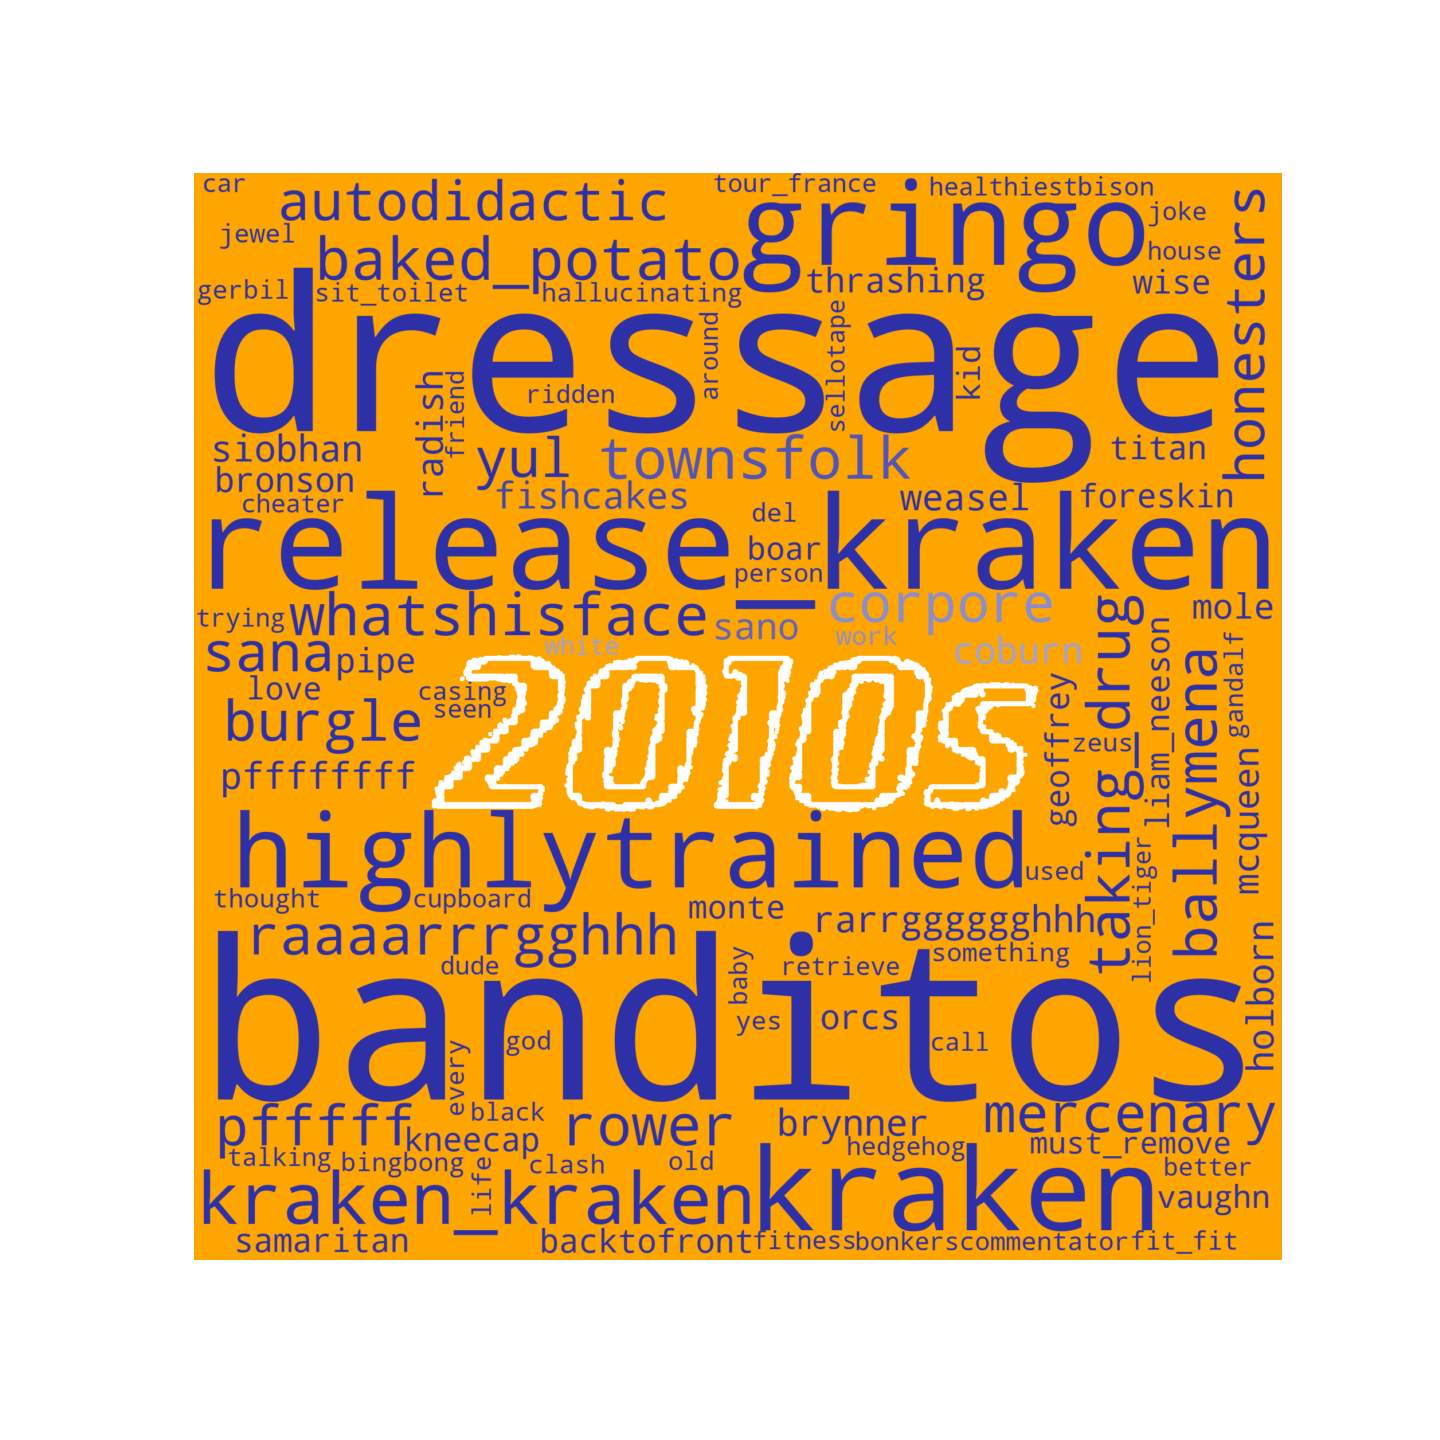 car
autodidactic
tour_france
healthiestbison
jewel
baked_potato
gringo
joke
house
honesters
gerbil
sit_toilet
hallucinating
thrashing
wise
dressage
ridden
around
sellotape
kid
radish
friend
siobhan
yul
townsfolk
titan
bronson
cheater
fishcakes
weasel
foreskin
release_kraken
del
boar
person
trying
whatshisface
corpore
mole
sano
work
sana
pipe
white
coburn
love
casing
seen
2010s
burgle
pffffffff
geoffrey
zeus
taking_drug
liam_neeson
ballymena
gandalf
mcqueen
highlytrained
used
lion_tiger
thought
cupboard
monte
rarrgggggghhh
raaaarrrgghhh
something
holborn
dude
baby
retrieve
banditos
yes
orcs
god
call
every
pfffff
black
rower
brynner
mercenary
kneecap
hedgehog
must_remove
talking
bingbong
life
clash
old
better
kraken_kraken
kraken
vaughn
samaritan
backtofront
fitness
bonkers
commentator
fit_fit